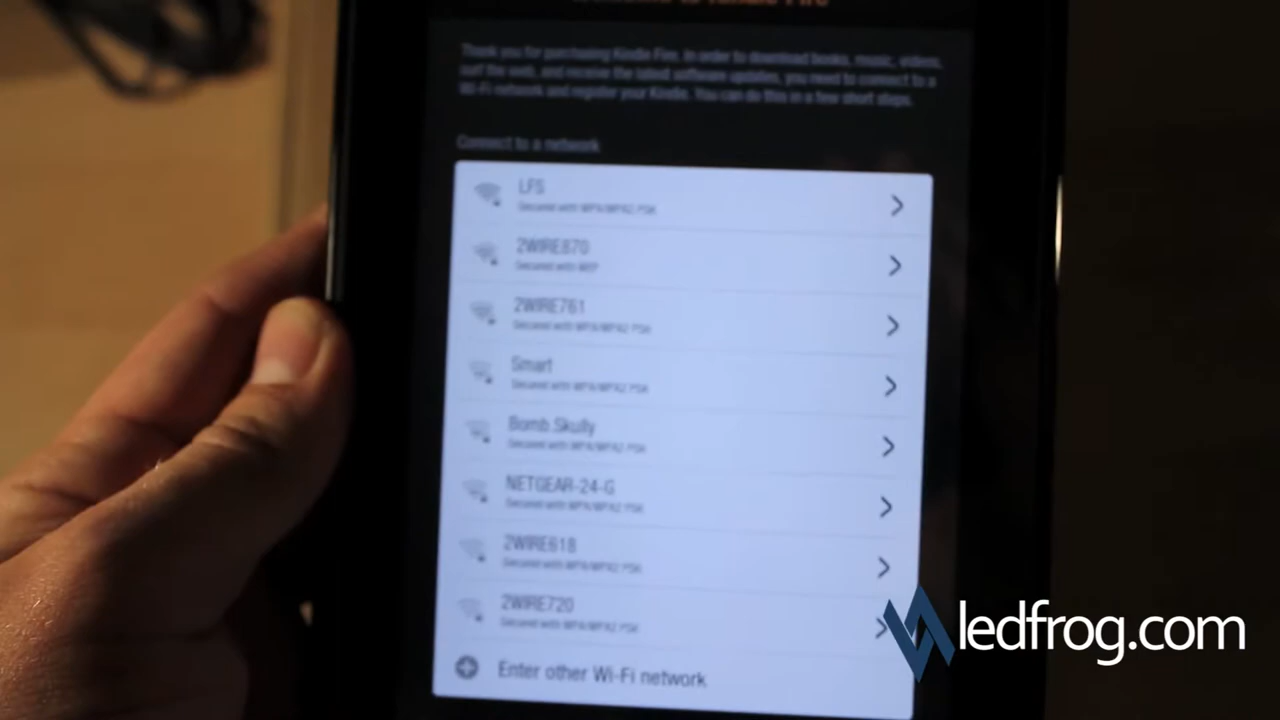 Welcome to Kindle Fire
Thank you for purchasing Kindle Fire. In order to download books, music, videos,
surf the web, and receive the latest software updates, you need to connect to a
Wi-Fi network and register your Kindle. You can do this in a few short steps.
Connect to a network
LFS
Secured with WPA/WPA2 PSK
2WIRE870
Secured with WEP
2WIRE761
Secured with WPA/WPA2 PSK
Smart
Secured with WPA/WPA2 PSK
Bomb Skully
Secured with WPA/WPA2 PSK
NETGEAR-24-G
Secured with WPA/WPA2 PSK
2WIRE618
Secured with WPA/WPA2 PSK
2WIRE720
Secured with WPA/WPA2 PSK
Enter other Wi-Fi network
ledfrog.com